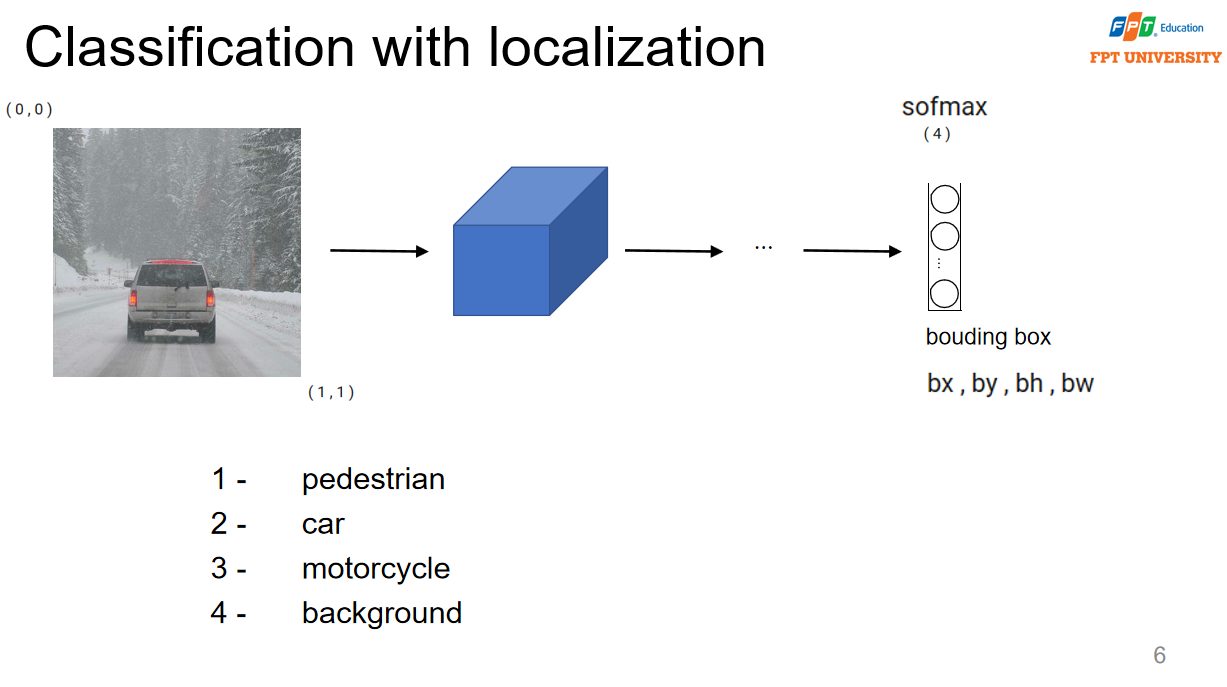 Classification with localization
FPT. Education
FPT UNIVERSITY
(0,0)
sofmax
(4)
...
⋮
bouding box
bx , by , bh , bw
(1,1)
1 - pedestrian
2 - car
3 - motorcycle
4 - background
6